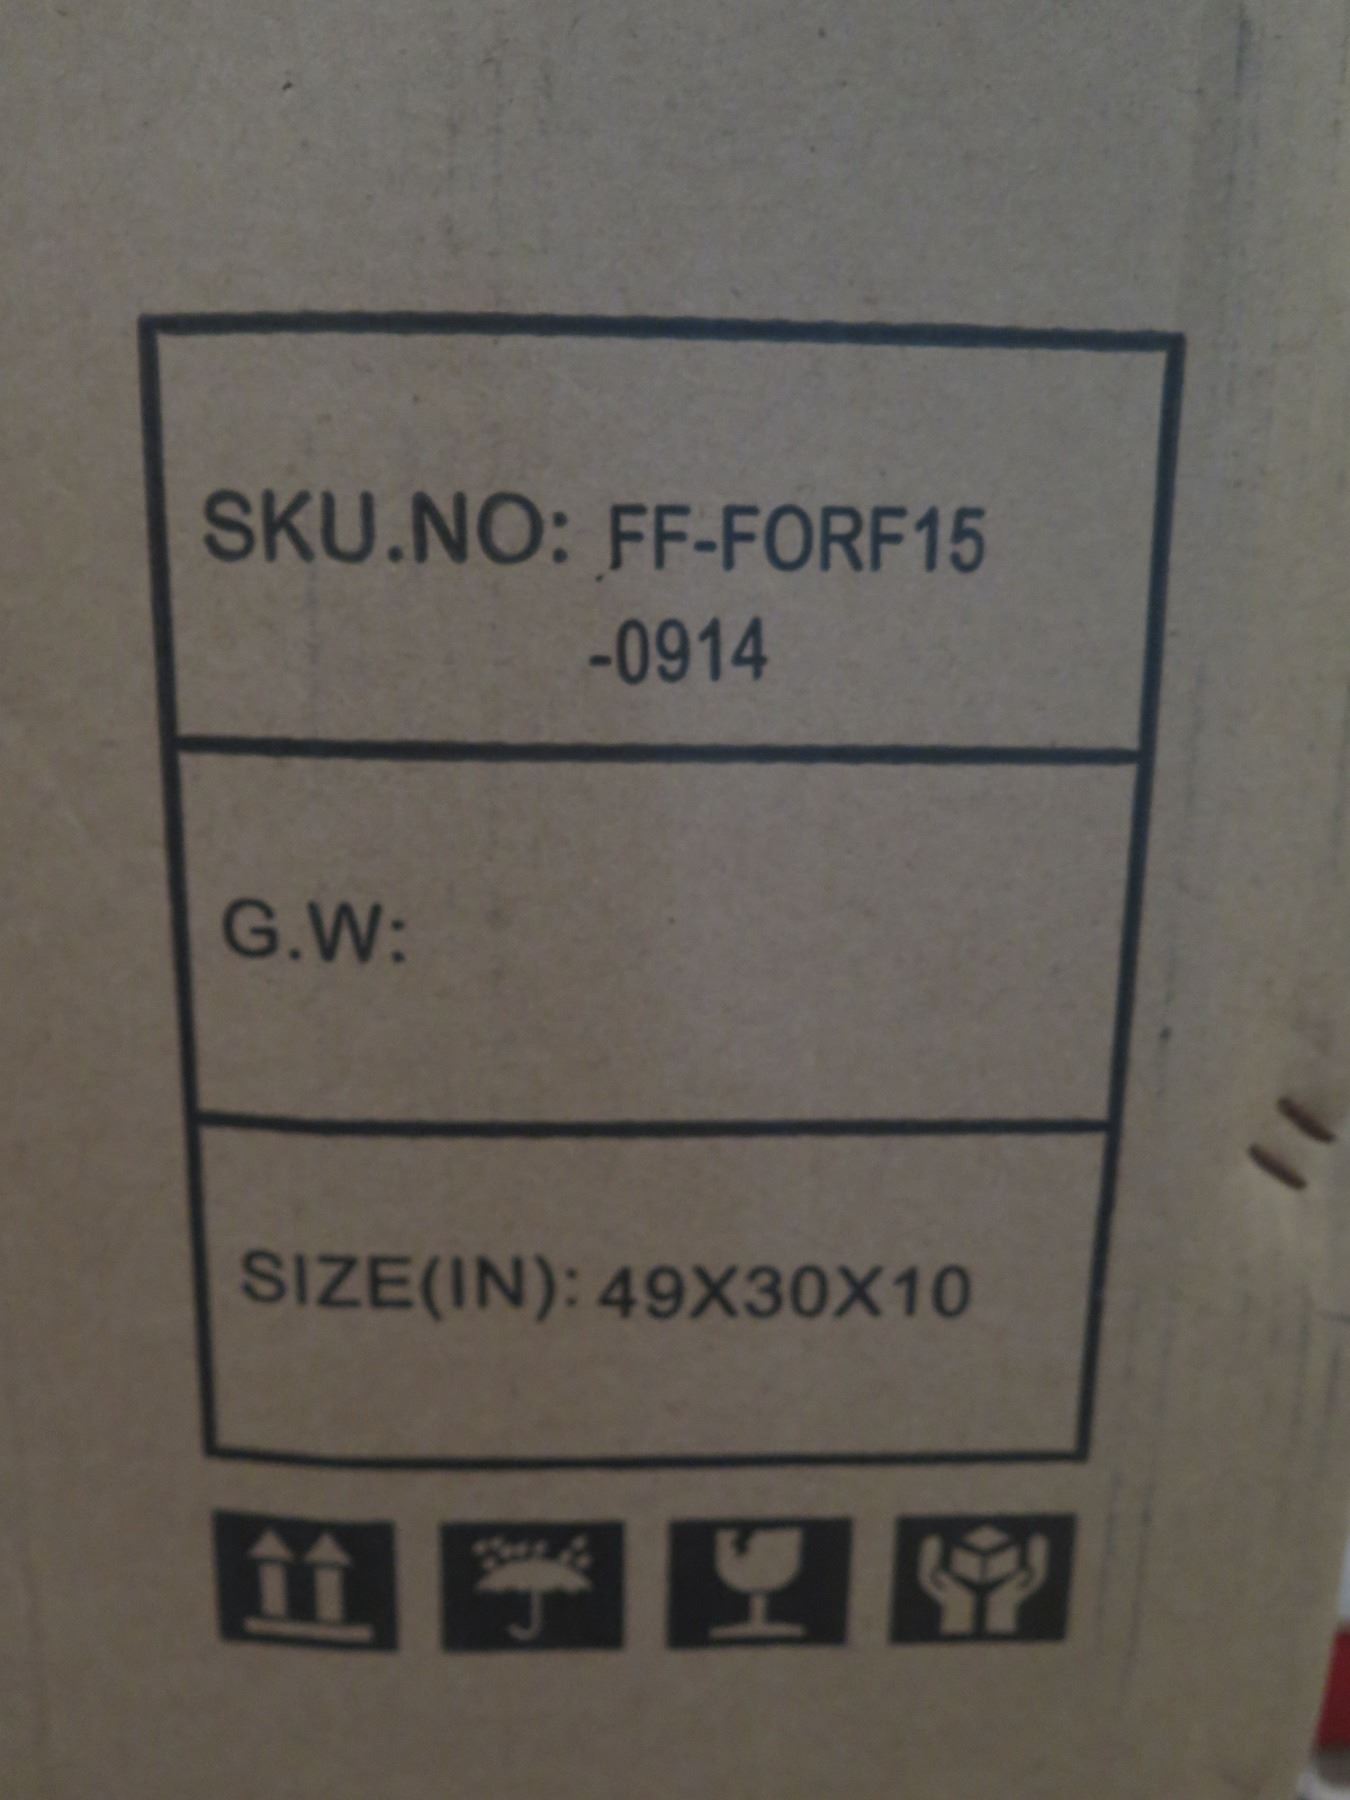 SKU.NO: FF-FORF15
-0914
G.W:
SIZE(IN): 49X30X10